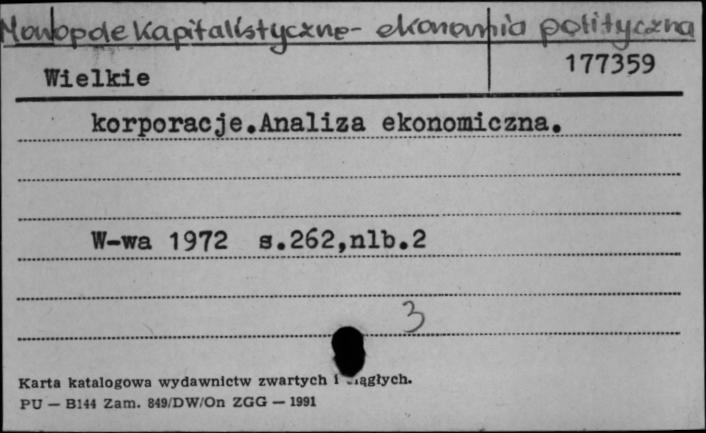 Monopole kapitalistyczne - ekonomia polityczna
Wielkie
177359
korporacje.Analiza ekonomiczna.
W-wa 1972 s.262,nlb.2
3
Karta katalogowa wydawnictw zwartych i
PU — B144 Zam. 849/DW/On ZGG — 1991